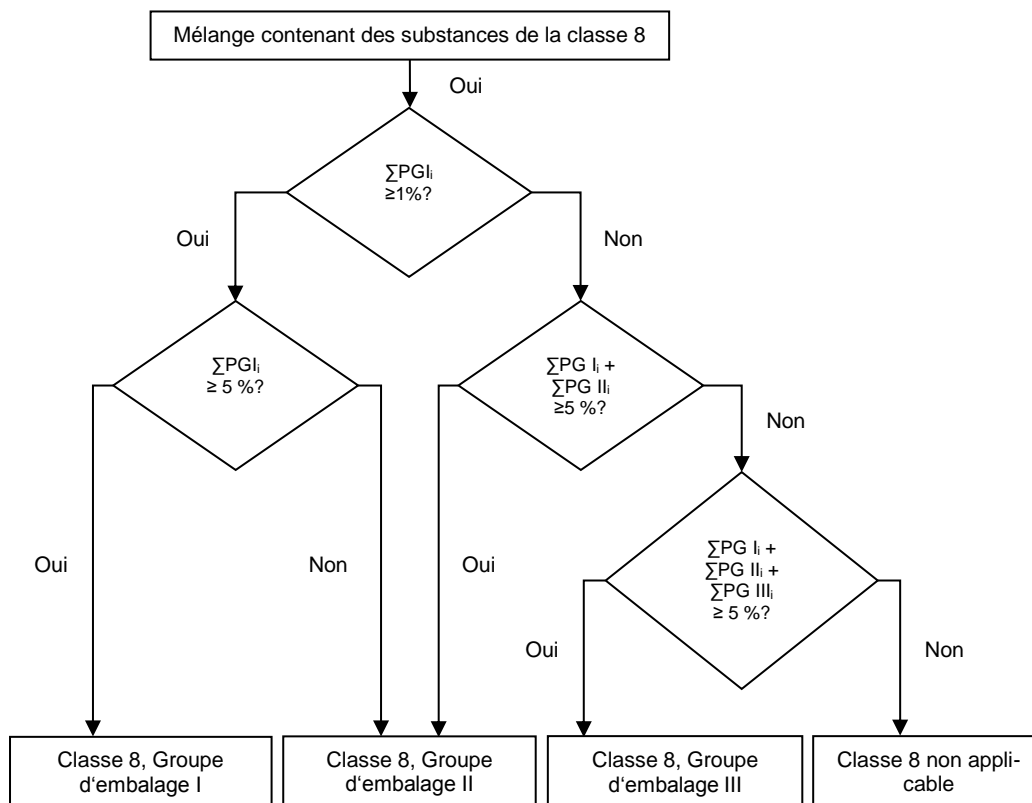 Mélange contenant des substances de la classe 8
Oui
∑PGIᵢ
≥1%?
Oui
Non
∑PGIᵢ
≥ 5 %?
∑PG Iᵢ +
∑PG IIᵢ
≥5 %?
Non
Oui
Non
Oui
∑PG Iᵢ +
∑PG IIᵢ +
∑PG IIIᵢ
≥ 5 %?
Oui
Non
Classe 8, Groupe
d‘embalage I
Classe 8, Groupe
d‘embalage II
Classe 8, Groupe
d‘embalage III
Classe 8 non appli-
cable